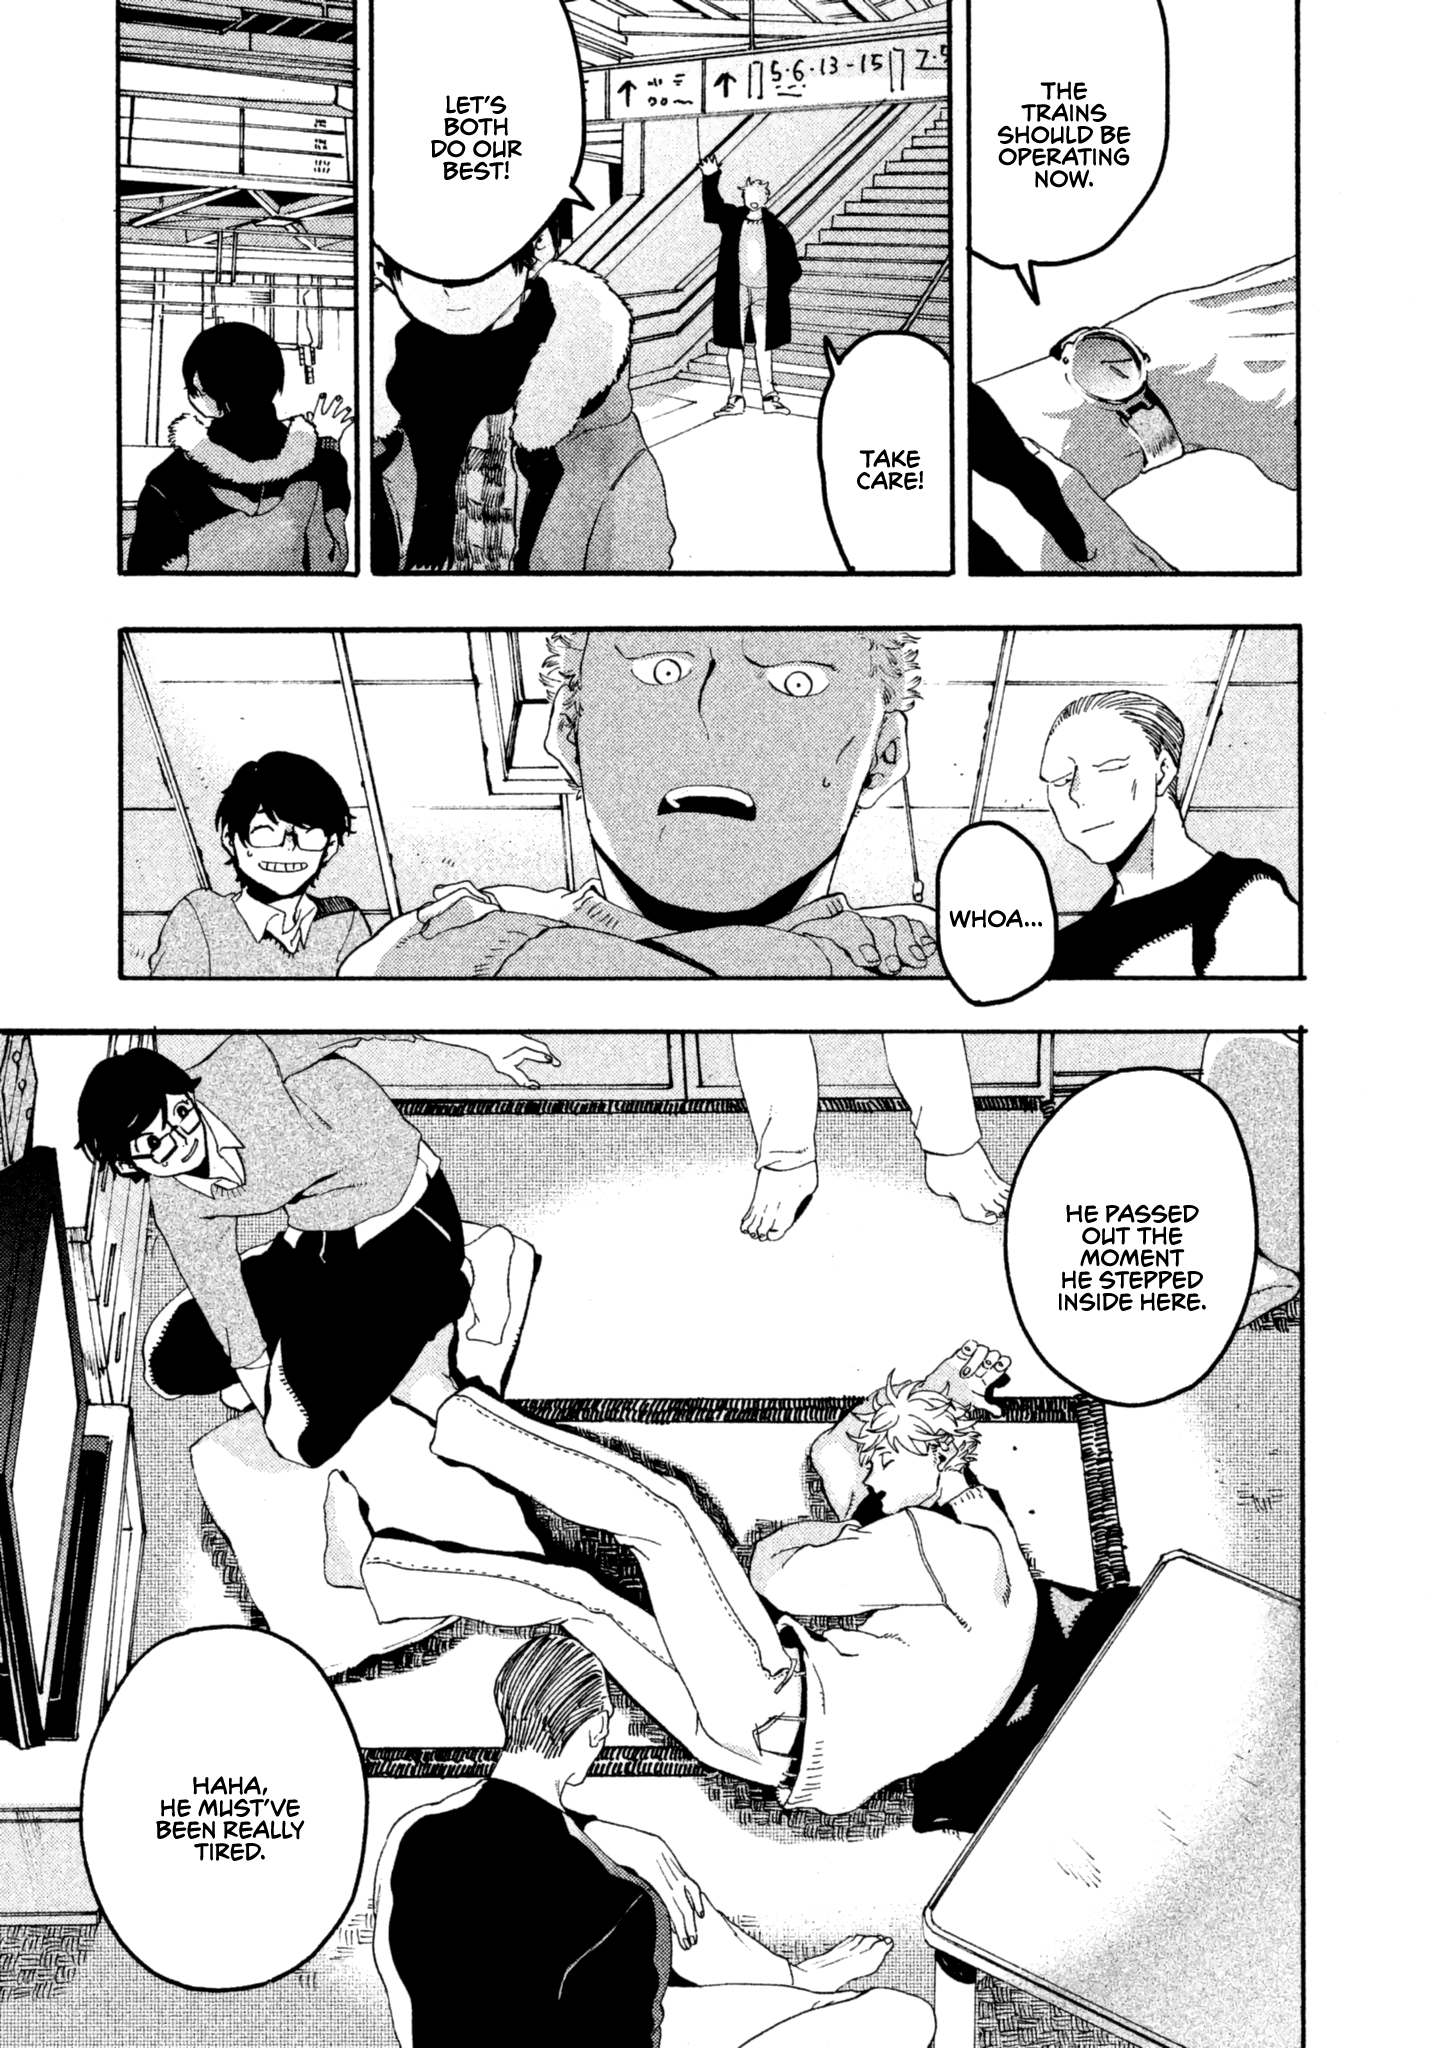 THE
TRAINS
SHOULD BE
OPERATING
NOW.
5·6·13-15
TAKE
CARE!
LET'S
BOTH
DO OUR
BEST!
WHOA...
HE PASSED
OUT THE
MOMENT
HE STEPPED
INSIDE HERE.
HAHA,
HE MUST'VE
BEEN REALLY
TIRED.